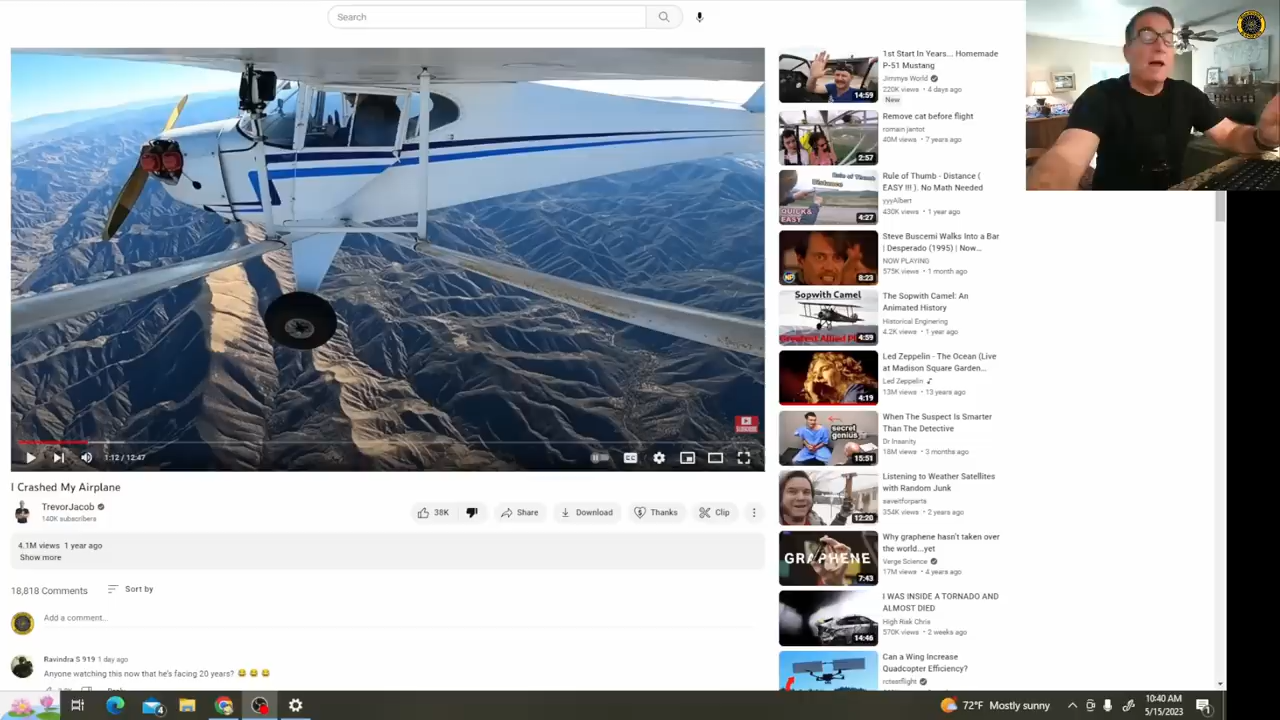 Search
1st Start In Years... Homemade
P-51 Mustang
Jimmys World
220K views • 4 days ago
New
14:59
Remove cat before flight
romain jantot
40M views • 7 years ago
2:57
Rule of Thumb - Distance (
EASY !!! ). No Math Needed
yyyAlbert
430K views • 1 year ago
Rule of Thumb
Distance
QUICK&
EASY
4:27
Steve Buscemi Walks Into a Bar
| Desperado (1995) | Now...
NOW PLAYING
575K views • 1 month ago
8:23
The Sopwith Camel: An
Animated History
Historical Enginering
4.2K views • 1 year ago
Sopwith Camel
4:59
Led Zeppelin - The Ocean (Live
at Madison Square Garden...
Led Zeppelin
13M views • 13 years ago
4:19
When The Suspect Is Smarter
Than The Detective
Dr Insanity
18M views • 3 months ago
secret
genius
15:51
Listening to Weather Satellites
with Random Junk
saveitforparts
354K views • 2 years ago
12:20
Why graphene hasn't taken over
the world...yet
Verge Science
17M views • 4 years ago
GRAPHENE
7:43
I WAS INSIDE A TORNADO AND
ALMOST DIED
High Risk Chris
570K views • 2 weeks ago
14:46
Can a Wing Increase
Quadcopter Efficiency?
rctestflight
SUBSCRIBE
1:12 / 12:47
CC
I Crashed My Airplane
TrevorJacob
140K subscribers
38K
Share
Download
Thanks
Clip
4.1M views 1 year ago
Show more
18,818 Comments
Sort by
Add a comment...
Ravindra S 919 1 day ago
Anyone watching this now that he's facing 20 years? 😂 😂 😂
4
72°F Mostly sunny
10:40 AM
5/15/2023
1